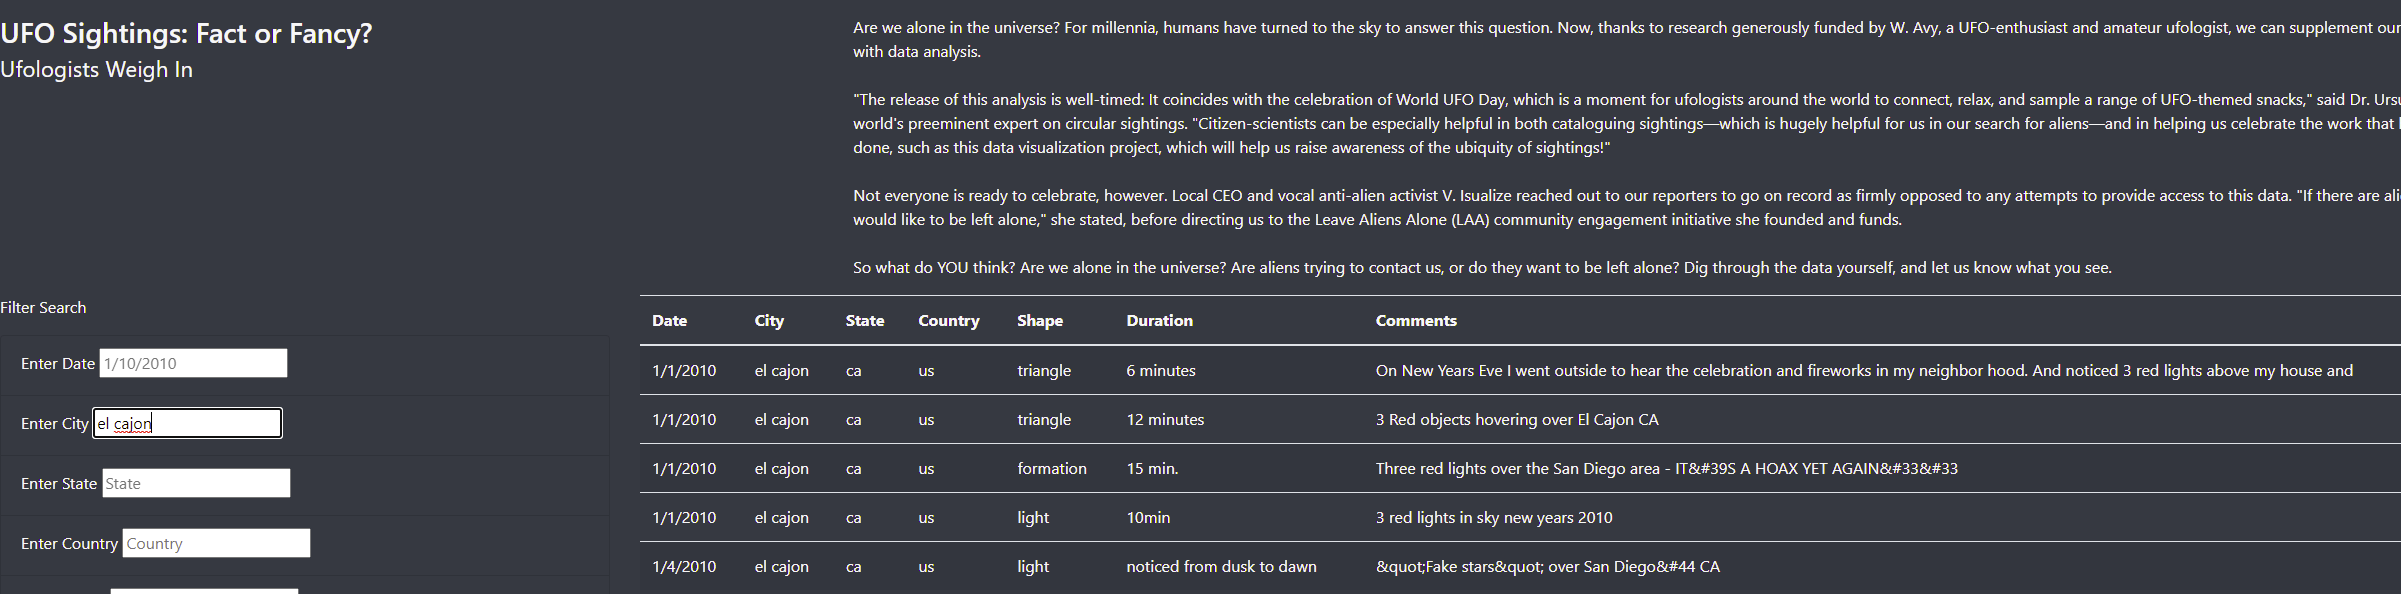 UFO Sightings: Fact or Fancy?
Ufologists Weigh In
Are we alone in the universe? For millennia, humans have turned to the sky to answer this question. Now, thanks to research generously funded by W. Avy, a UFO-enthusiast and amateur ufologist, we can supplement our
with data analysis.
"The release of this analysis is well-timed: It coincides with the celebration of World UFO Day, which is a moment for ufologists around the world to connect, relax, and sample a range of UFO-themed snacks," said Dr. Ursu
world's preeminent expert on circular sightings. "Citizen-scientists can be especially helpful in both cataloguing sightings—which is hugely helpful for us in our search for aliens—and in helping us celebrate the work that
done, such as this data visualization project, which will help us raise awareness of the ubiquity of sightings!"
Not everyone is ready to celebrate, however. Local CEO and vocal anti-alien activist V. Isualize reached out to our reporters to go on record as firmly opposed to any attempts to provide access to this data. "If there are ali
would like to be left alone," she stated, before directing us to the Leave Aliens Alone (LAA) community engagement initiative she founded and funds.
So what do YOU think? Are we alone in the universe? Are aliens trying to contact us, or do they want to be left alone? Dig through the data yourself, and let us know what you see.
Filter Search
Enter Date 1/10/2010
Enter City el cajon
Enter State State
Enter Country Country
Date City State Country Shape Duration Comments
1/1/2010 el cajon ca us triangle 6 minutes On New Years Eve I went outside to hear the celebration and fireworks in my neighbor hood. And noticed 3 red lights above my house and
1/1/2010 el cajon ca us triangle 12 minutes 3 Red objects hovering over El Cajon CA
1/1/2010 el cajon ca us formation 15 min. Three red lights over the San Diego area - IT&#39S A HOAX YET AGAIN&#33&#33
1/1/2010 el cajon ca us light 10min 3 red lights in sky new years 2010
1/4/2010 el cajon ca us light noticed from dusk to dawn &quot;Fake stars&quot; over San Diego&#44 CA